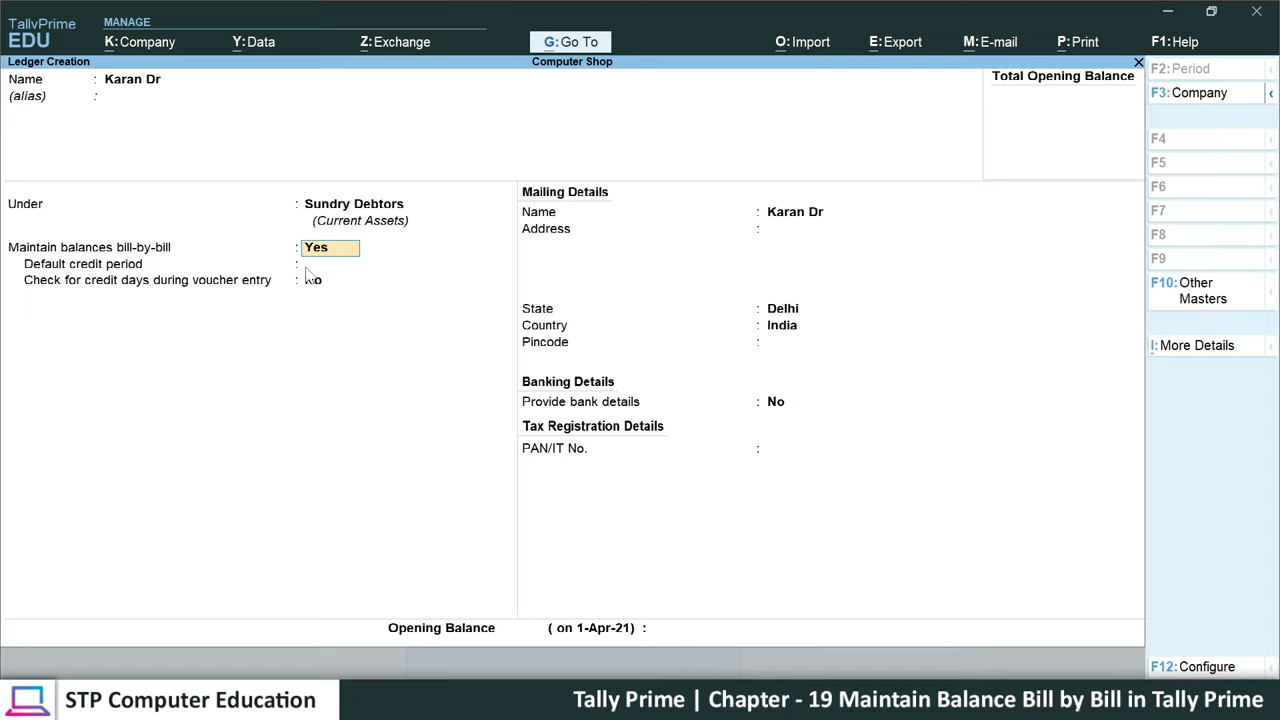 TallyPrime
EDU
MANAGE
K:Company
Y:Data
Z:Exchange
G:Go To
O:Import
E:Export
M:E-mail
P:Print
F1:Help
Ledger Creation
Computer Shop
Name : Karan Dr
(alias) :
Total Opening Balance
Under : Sundry Debtors
(Current Assets)
Maintain balances bill-by-bill : Yes
Default credit period :
Check for credit days during voucher entry :
Mailing Details
Name : Karan Dr
Address :
State : Delhi
Country : India
Pincode :
Banking Details
Provide bank details : No
Tax Registration Details
PAN/IT No. :
Opening Balance ( on 1-Apr-21) :
F2:Period
F3:Company
F4
F5
F6
F7
F8
F9
F10:Other
Masters
I:More Details
F12:Configure
STP Computer Education
Tally Prime | Chapter - 19 Maintain Balance Bill by Bill in Tally Prime